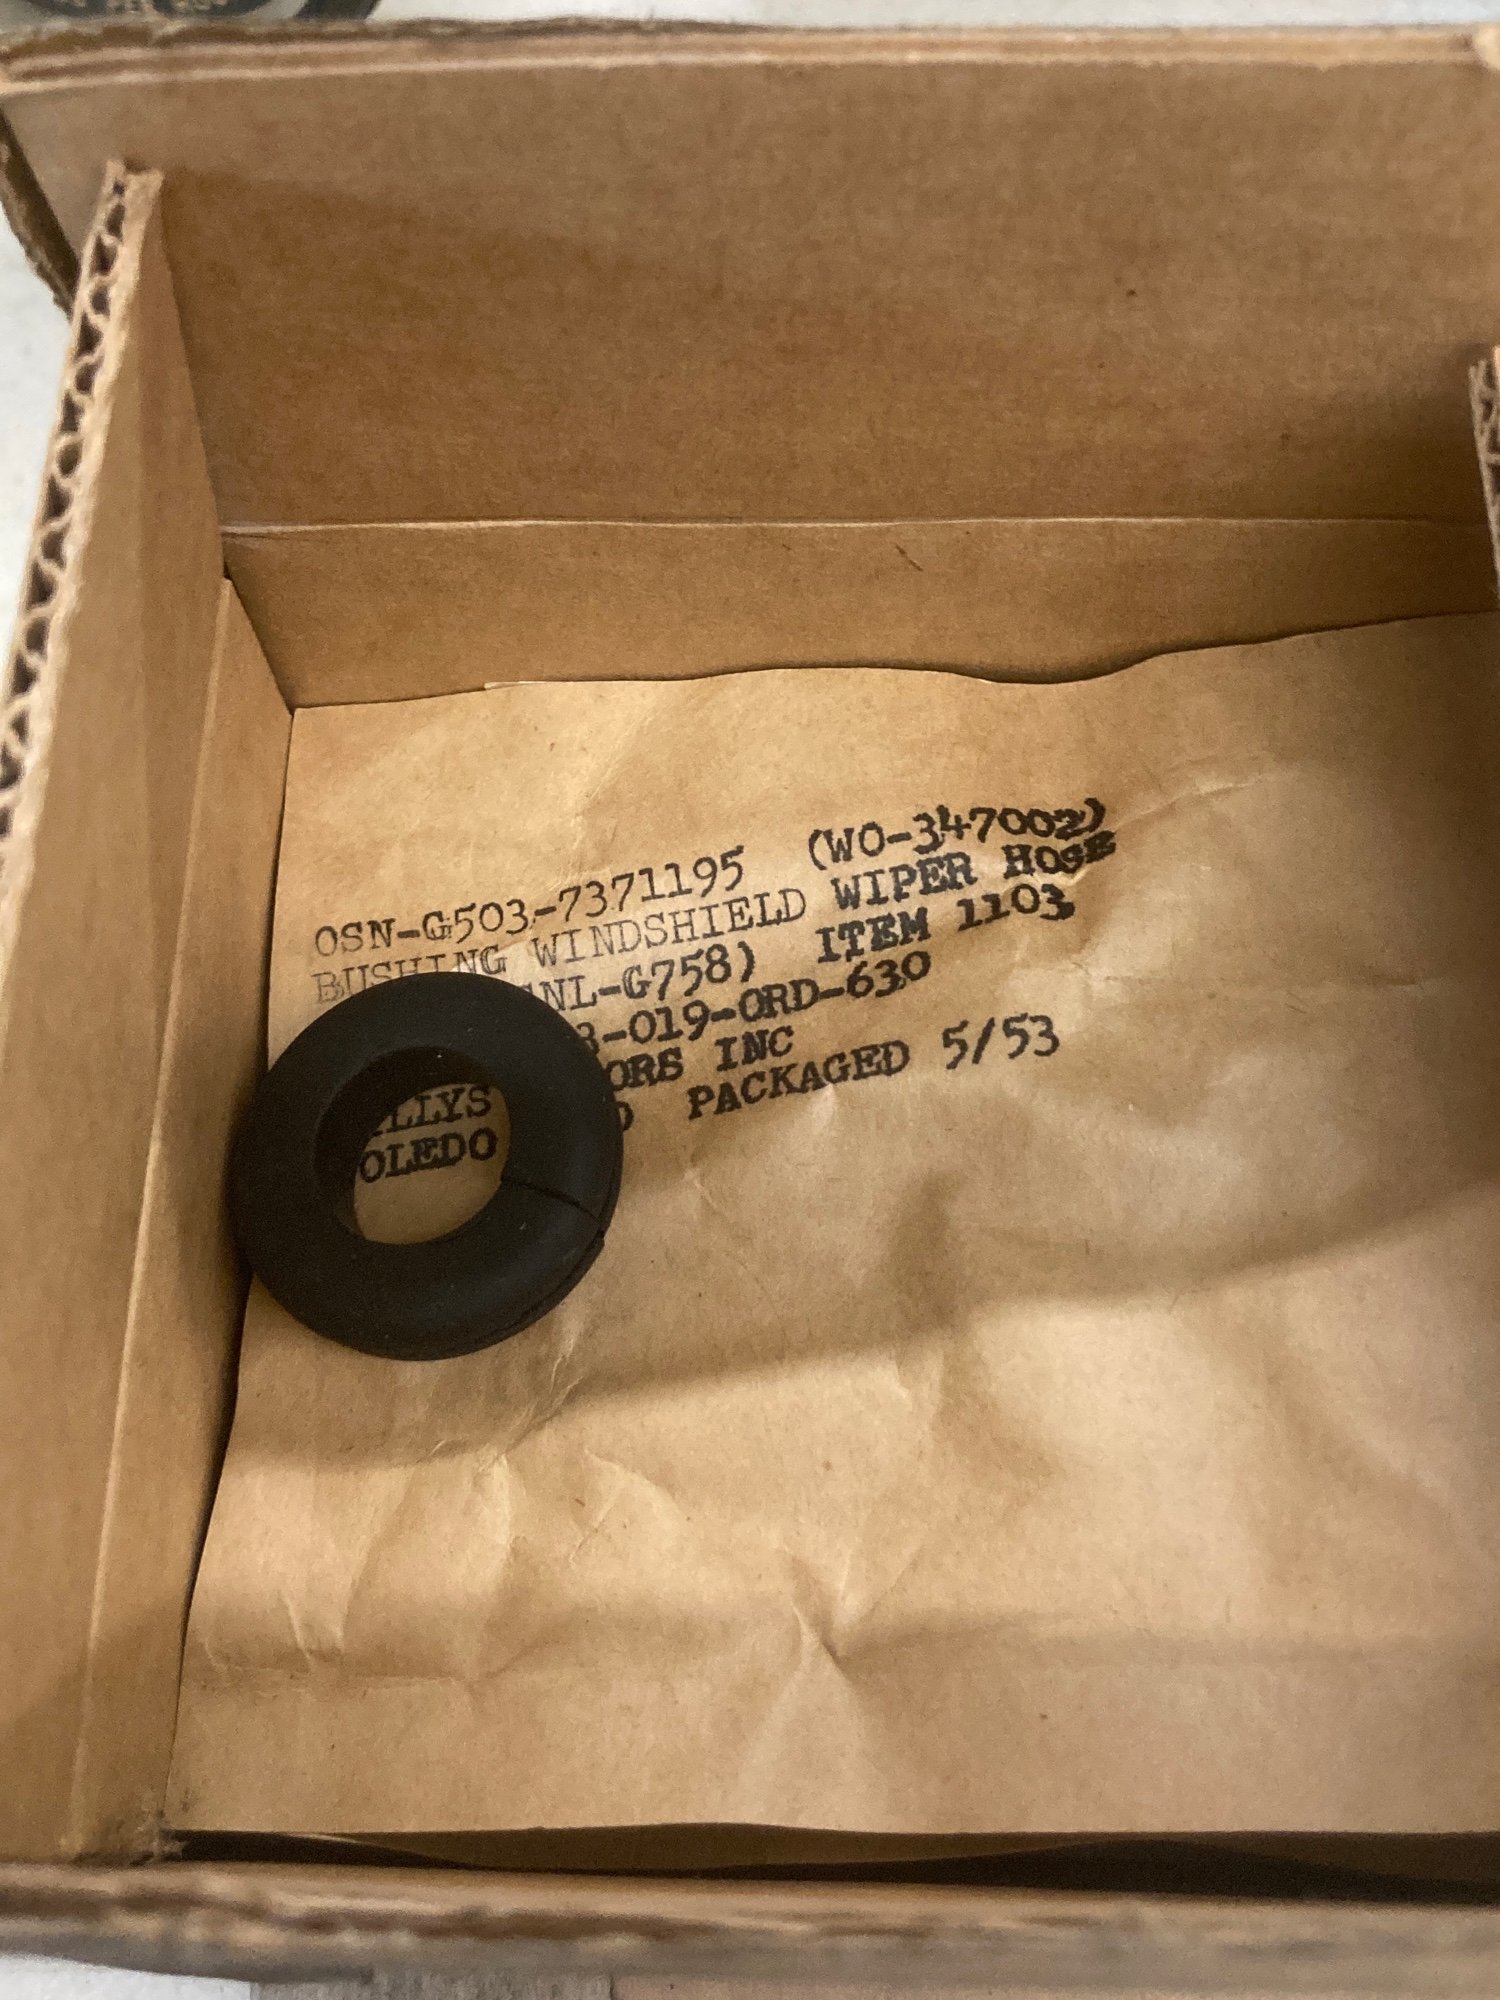 OSN-G503-7371195 (WO-347002)
BUSHING WINDSHIELD WIPER HOSE
NL-G758) ITEM 1103
-019-ORD-630
LLYS ORS INC
OLEDO PACKAGED 5/53